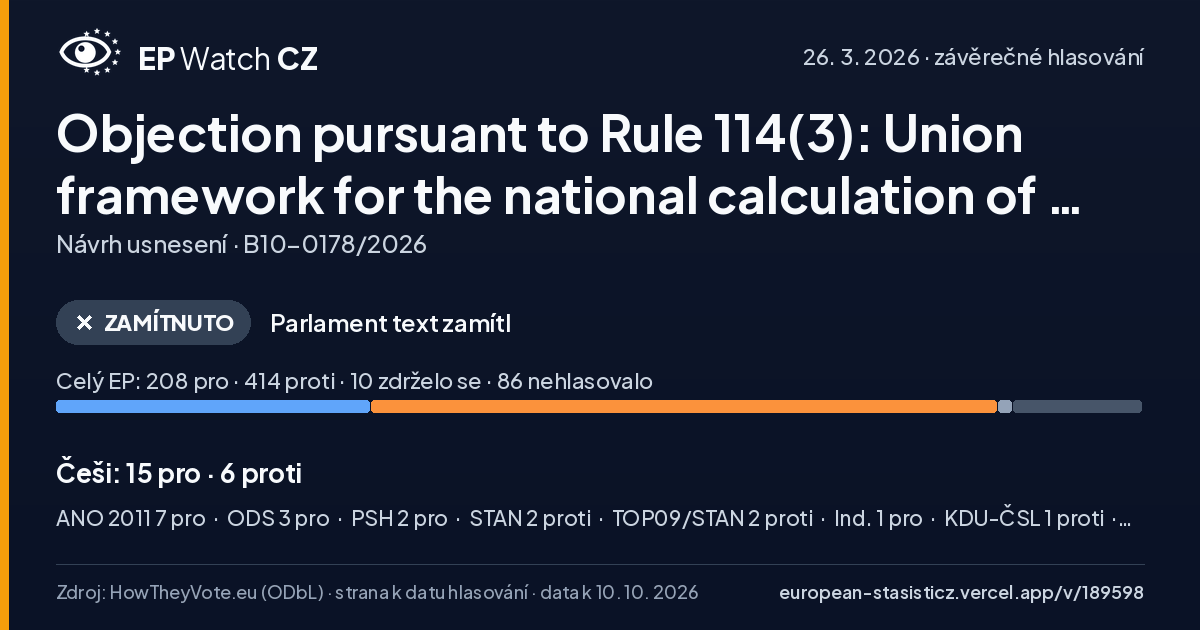 EP Watch CZ
26. 3. 2026 · závěrečné hlasování
Objection pursuant to Rule 114(3): Union
framework for the national calculation of …
Návrh usnesení · B10-0178/2026
✕ ZAMÍTNUTO
Parlament text zamítl
Celý EP: 208 pro · 414 proti · 10 zdrželo se · 86 nehlasovalo
Češi: 15 pro · 6 proti
ANO 2011 7 pro · ODS 3 pro · PSH 2 pro · STAN 2 proti · TOP09/STAN 2 proti · Ind. 1 pro · KDU-ČSL 1 proti ·…
Zdroj: HowTheyVote.eu (ODbL) · strana k datu hlasování · data k 10. 10. 2026
european-stasisticz.vercel.app/v/189598